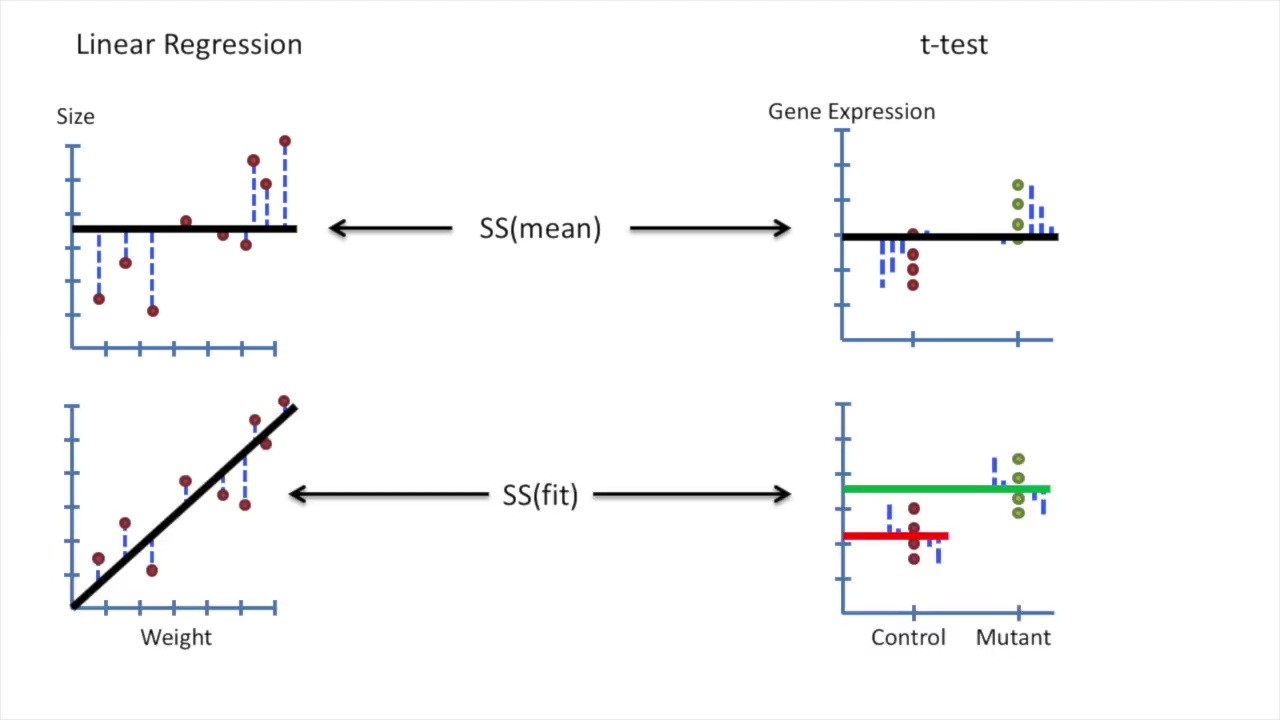 Linear Regression
t-test
Size
Gene Expression
SS(mean)
SS(fit)
Weight
Control
Mutant